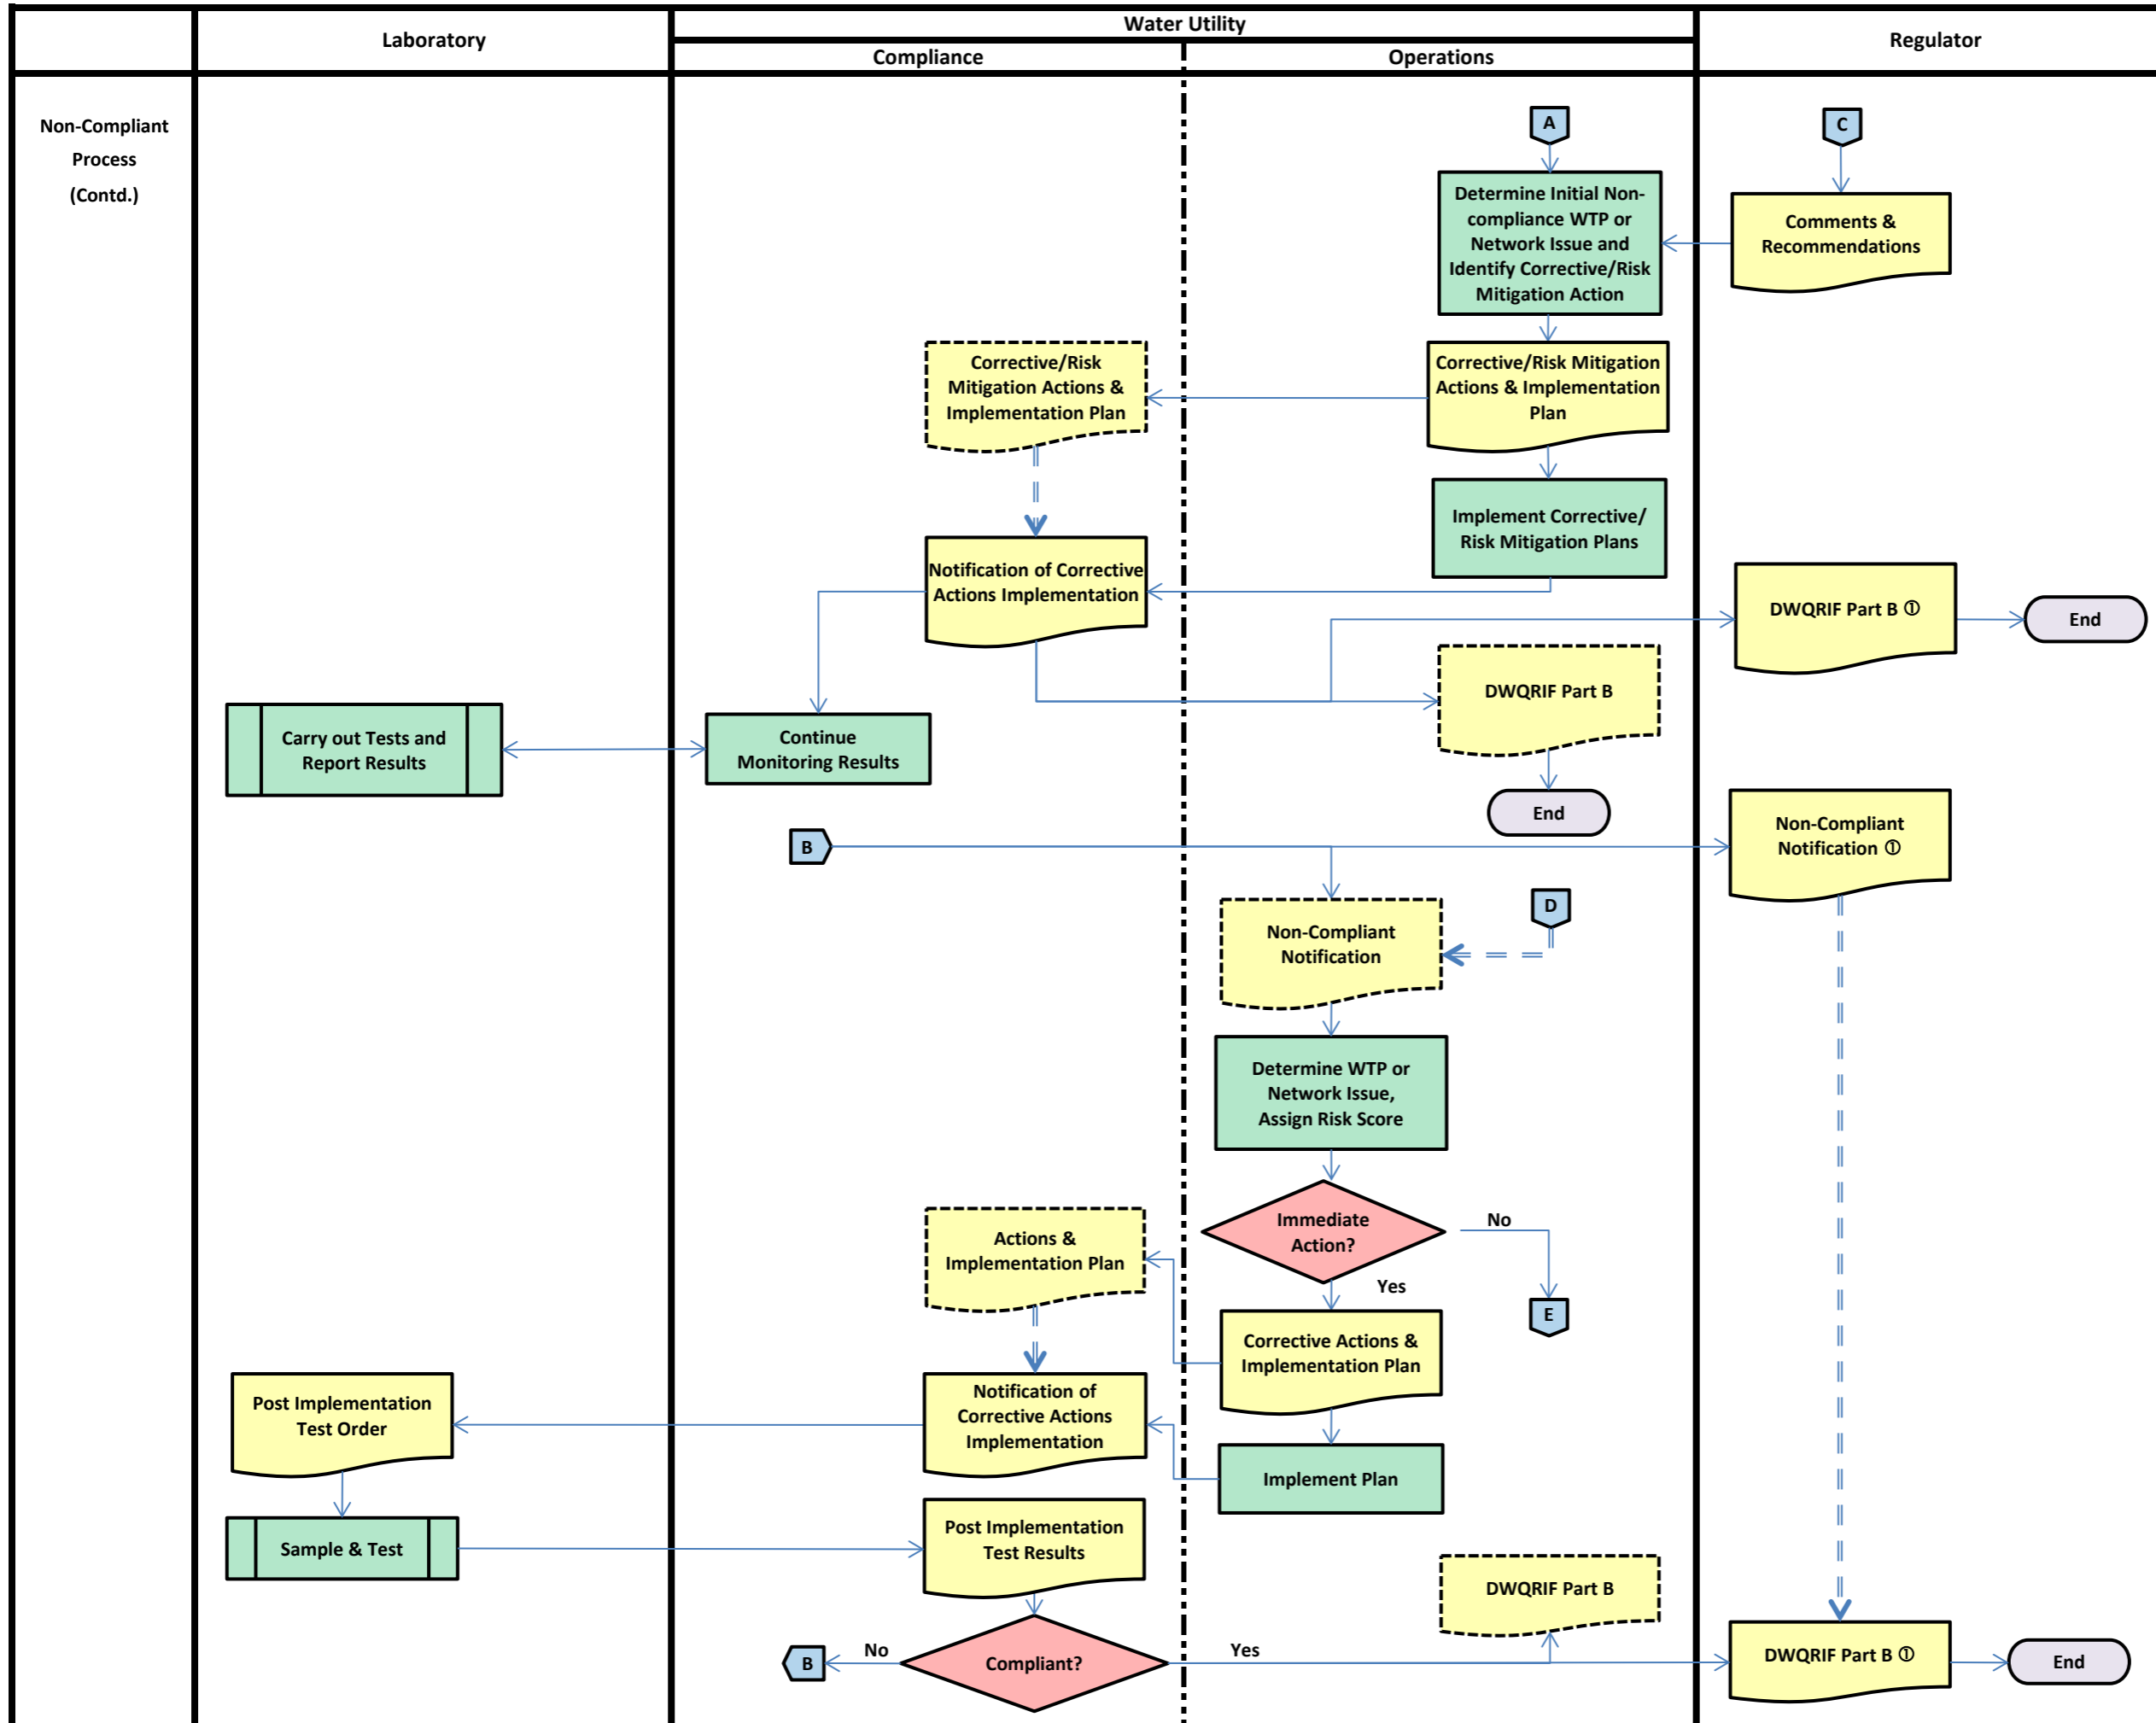 Laboratory
Water Utility
Compliance
Operations
Regulator
Non-Compliant
Process
(Contd.)
A
C
Determine Initial Non-
compliance WTP or
Network Issue and
Identify Corrective/Risk
Mitigation Action
Comments &
Recommendations
Corrective/Risk
Mitigation Actions &
Implementation Plan
Corrective/Risk Mitigation
Actions & Implementation
Plan
Implement Corrective/
Risk Mitigation Plans
Notification of Corrective
Actions Implementation
DWQRIF Part B ①
End
DWQRIF Part B
Carry out Tests and
Report Results
Continue
Monitoring Results
End
B
Non-Compliant
Notification ①
D
Non-Compliant
Notification
Determine WTP or
Network Issue,
Assign Risk Score
Immediate
Action?
No
Yes
Actions &
Implementation Plan
E
Corrective Actions &
Implementation Plan
Post Implementation
Test Order
Notification of
Corrective Actions
Implementation
Implement Plan
Sample & Test
Post Implementation
Test Results
DWQRIF Part B
B
No
Compliant?
Yes
DWQRIF Part B ①
End